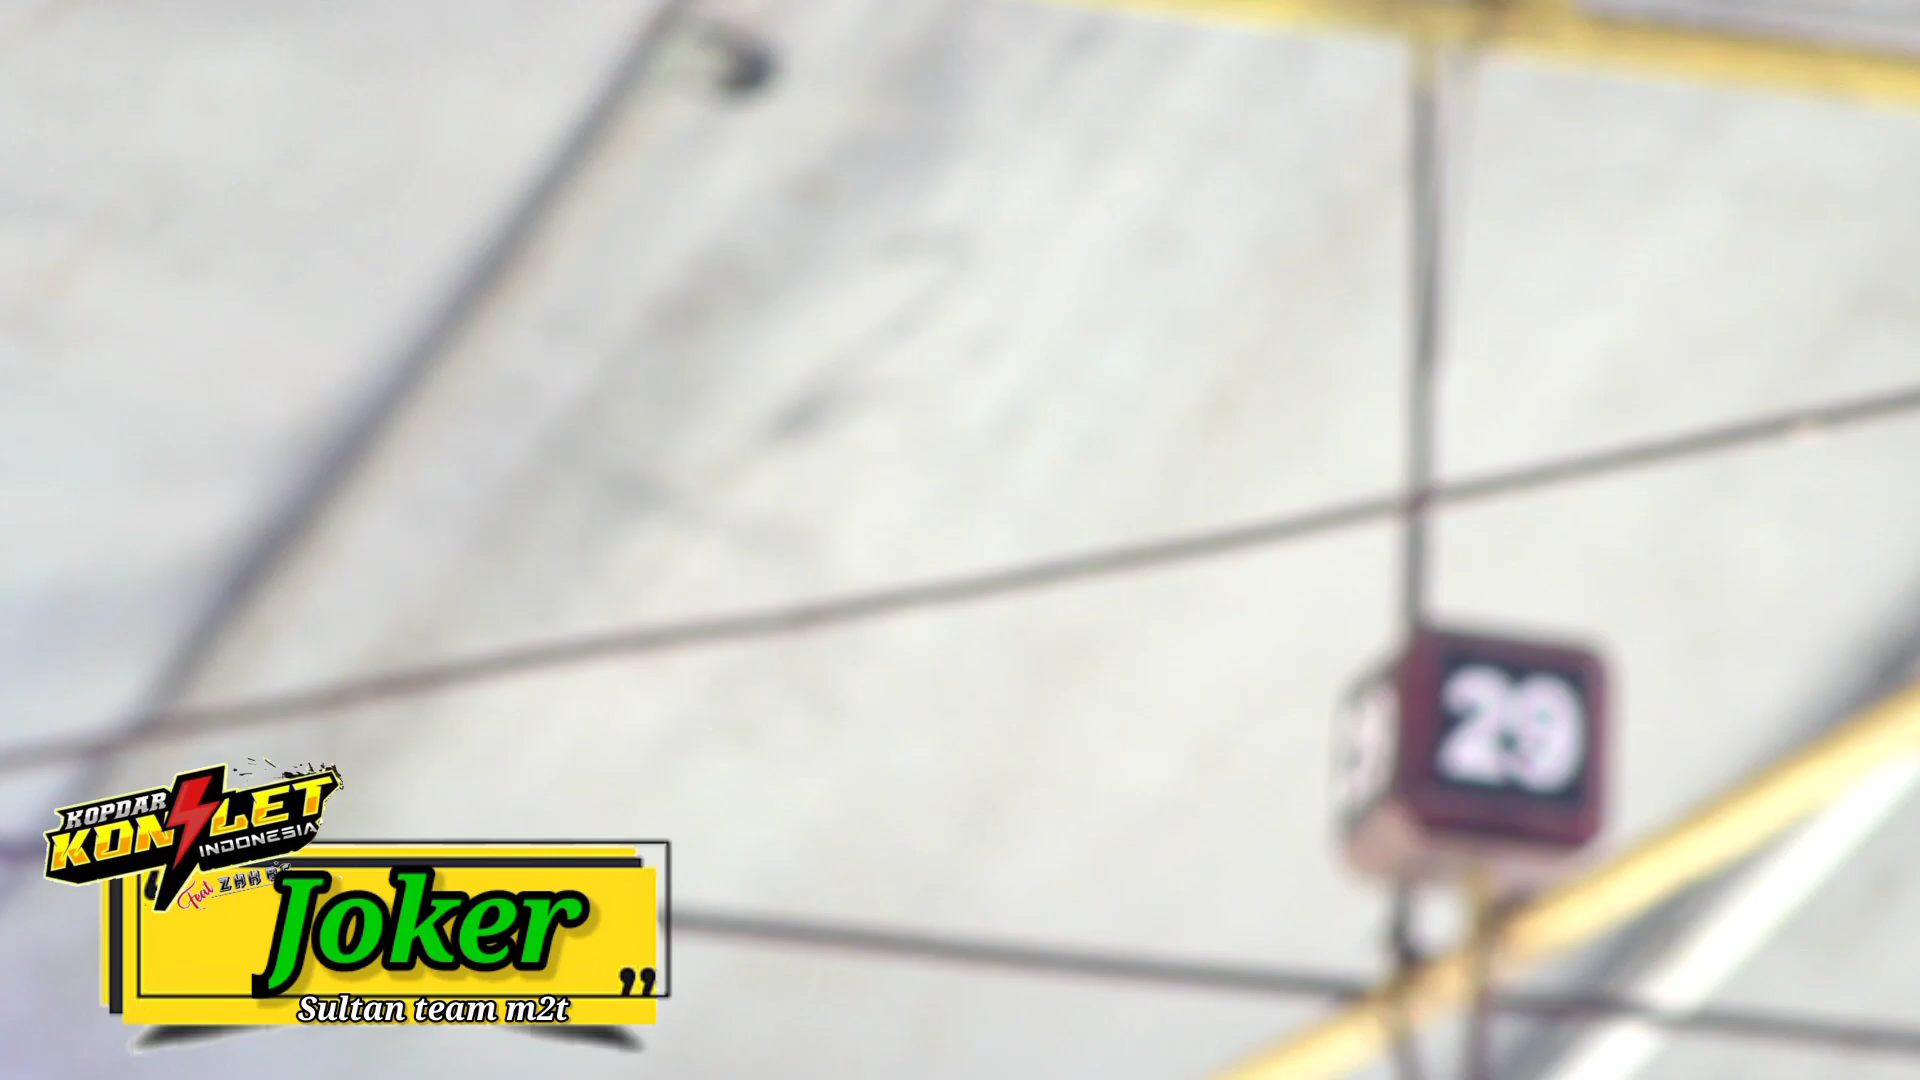 29
KOPDAR
KONSLET
INDONESIA
Feat
Joker
Sultan team m2t